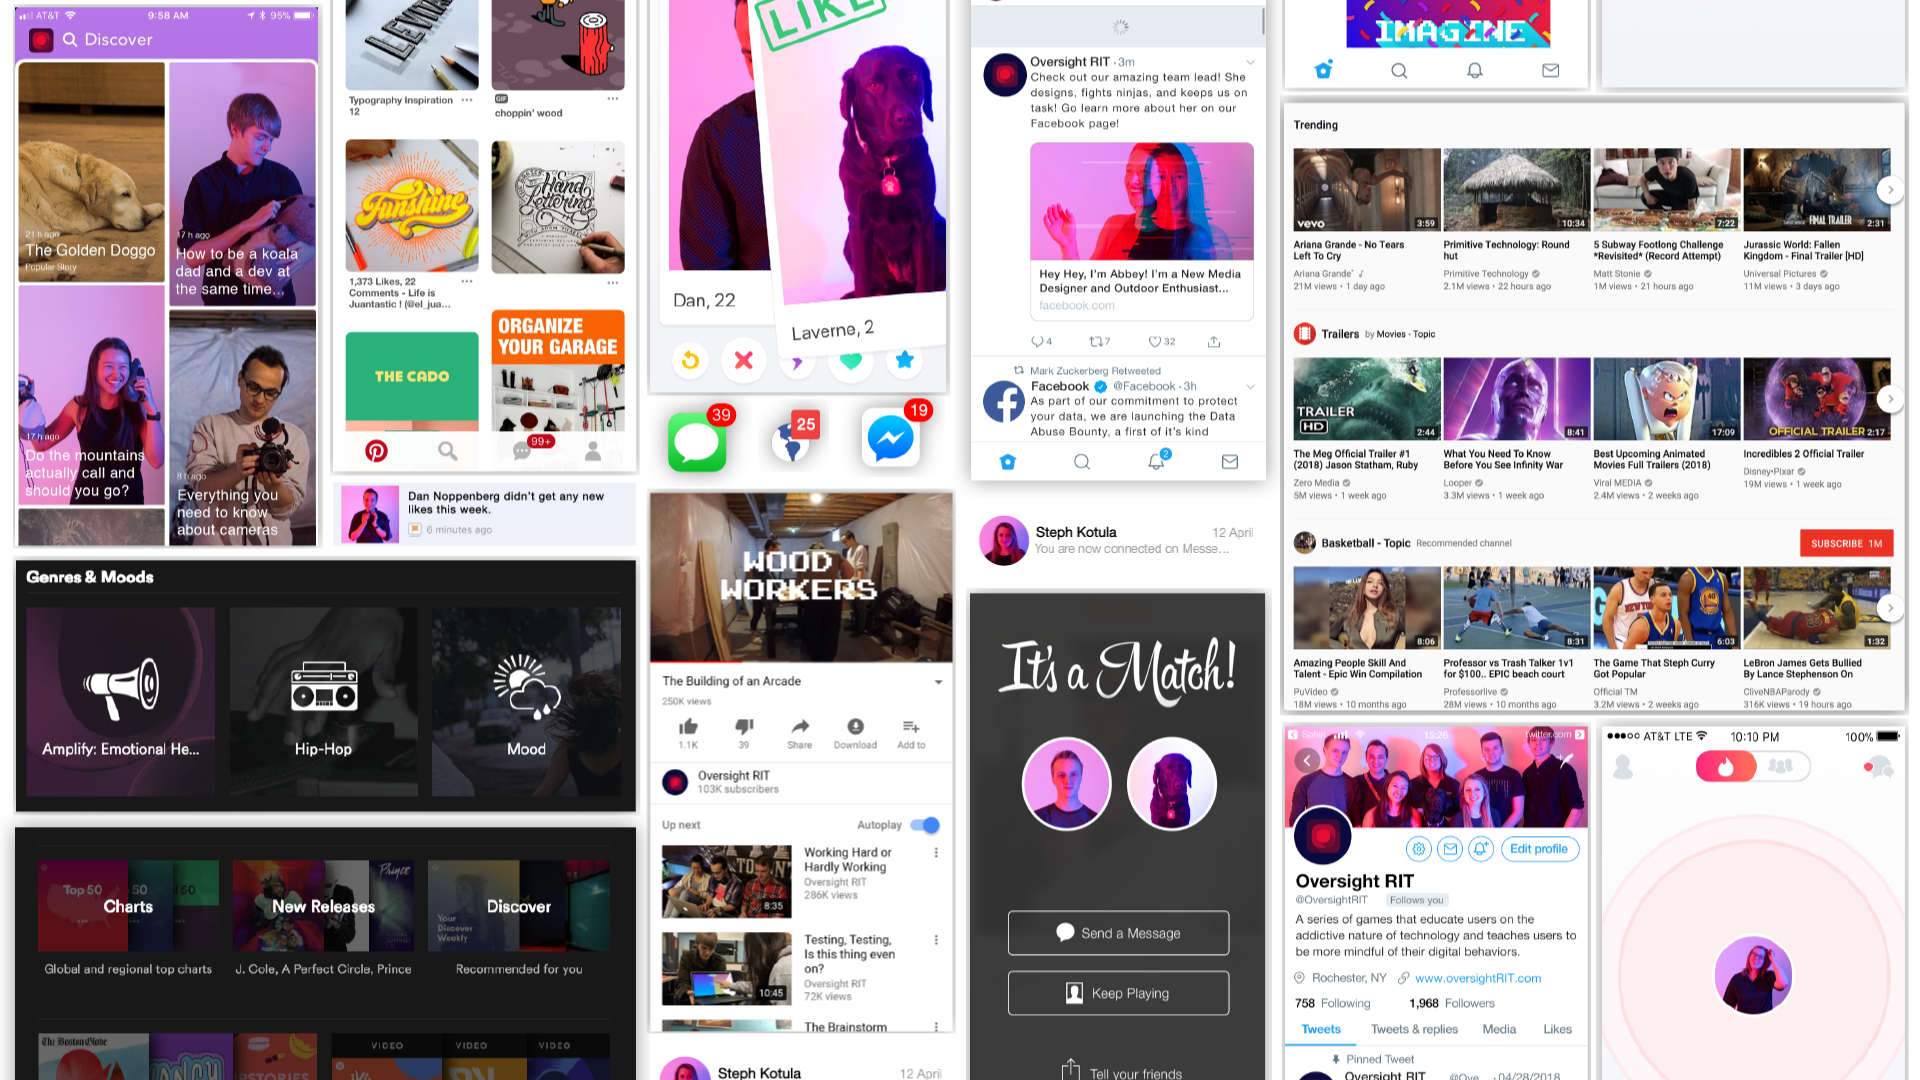 AT&T
9:58 AM
95%
Discover
21 h ago
The Golden Doggo
Popular Story
17 h ago
How to be a koala
dad and a dev at
the same time...
17 h ago
Do the mountains
actually call and
should you go?
8 h ago
Everything you
need to know
about cameras
Typography Inspiration
12
GIF
choppin' wood
Funshine
Hand
Lettering
1,373 Likes, 22
Comments - Life is
Juantastic ! (@el_jua...
THE CADO
ORGANIZE
YOUR GARAGE
99+
Dan Noppenberg didn't get any new
likes this week.
6 minutes ago
Genres & Moods
Amplify: Emotional He...
Hip-Hop
Mood
Top 50
50
50
Charts
New Releases
Prince
Discover
Your
Discover
Weekly
Global and regional top charts
J. Cole, A Perfect Circle, Prince
Recommended for you
The Boston Globe
VIDEO
VIDEO
VIDEO
LIKE
Dan, 22
Laverne, 2
39
25
19
WOOD
WORKERS
The Building of an Arcade
250K views
1.1K
39
Share
Download
Add to
Oversight RIT
103K subscribers
Up next
Autoplay
8:35
Working Hard or
Hardly Working
Oversight RIT
286K views
10:45
Testing, Testing,
Is this thing even
on?
Oversight RIT
72K views
The Brainstorm
Steph Kotula
12 April
Oversight RIT · 3m
Check out our amazing team lead! She
designs, fights ninjas, and keeps us on
task! Go learn more about her on our
Facebook page!
Hey Hey, I'm Abbey! I'm a New Media
Designer and Outdoor Enthusiast...
facebook.com
4
7
32
Mark Zuckerberg Retweeted
Facebook @Facebook · 3h
As part of our commitment to protect
your data, we are launching the Data
Abuse Bounty, a first of it's kind
2
Steph Kotula
12 April
You are now connected on Messe...
It's a Match!
Send a Message
Keep Playing
Tell your friends
IMAGINE
Trending
vevo
3:59
10:34
7:22
FINAL TRAILER
2:31
Ariana Grande - No Tears
Left To Cry
Ariana Grande
21M views • 1 day ago
Primitive Technology: Round
hut
Primitive Technology
2.1M views • 22 hours ago
5 Subway Footlong Challenge
*Revisited* (Record Attempt)
Matt Stonie
1M views • 21 hours ago
Jurassic World: Fallen
Kingdom - Final Trailer [HD]
Universal Pictures
11M views • 3 days ago
Trailers by Movies - Topic
TRAILER
HD
2:44
8:41
17:09
OFFICIAL TRAILER 2:17
The Meg Official Trailer #1
(2018) Jason Statham, Ruby
Zero Media
5M views • 1 week ago
What You Need To Know
Before You See Infinity War
Looper
3.3M views • 1 week ago
Best Upcoming Animated
Movies Full Trailers (2018)
Viral MEDIA
2.4M views • 2 weeks ago
Incredibles 2 Official Trailer
Disney•Pixar
19M views • 1 week ago
Basketball - Topic Recommended channel
SUBSCRIBE 1M
8:06
8:31
NEW YORK
40
6:03
1:32
Amazing People Skill And
Talent - Epic Win Compilation
PuVideo
18M views • 10 months ago
Professor vs Trash Talker 1v1
for $100.. EPIC beach court
Professorlive
28M views • 10 months ago
The Game That Steph Curry
Got Popular
Official TM
3.2M views • 2 weeks ago
LeBron James Gets Bullied
By Lance Stephenson On
CliveNBAParody
316K views • 19 hours ago
Safari
15:26
twitter.com
Edit profile
Oversight RIT
@OversightRIT
Follows you
A series of games that educate users on the
addictive nature of technology and teaches users to
be more mindful of their digital behaviors.
Rochester, NY
www.oversightRIT.com
758 Following
1,968 Followers
Tweets
Tweets & replies
Media
Likes
Pinned Tweet
Oversight RIT @Ove... · 04/28/2018
AT&T LTE
10:10 PM
100%